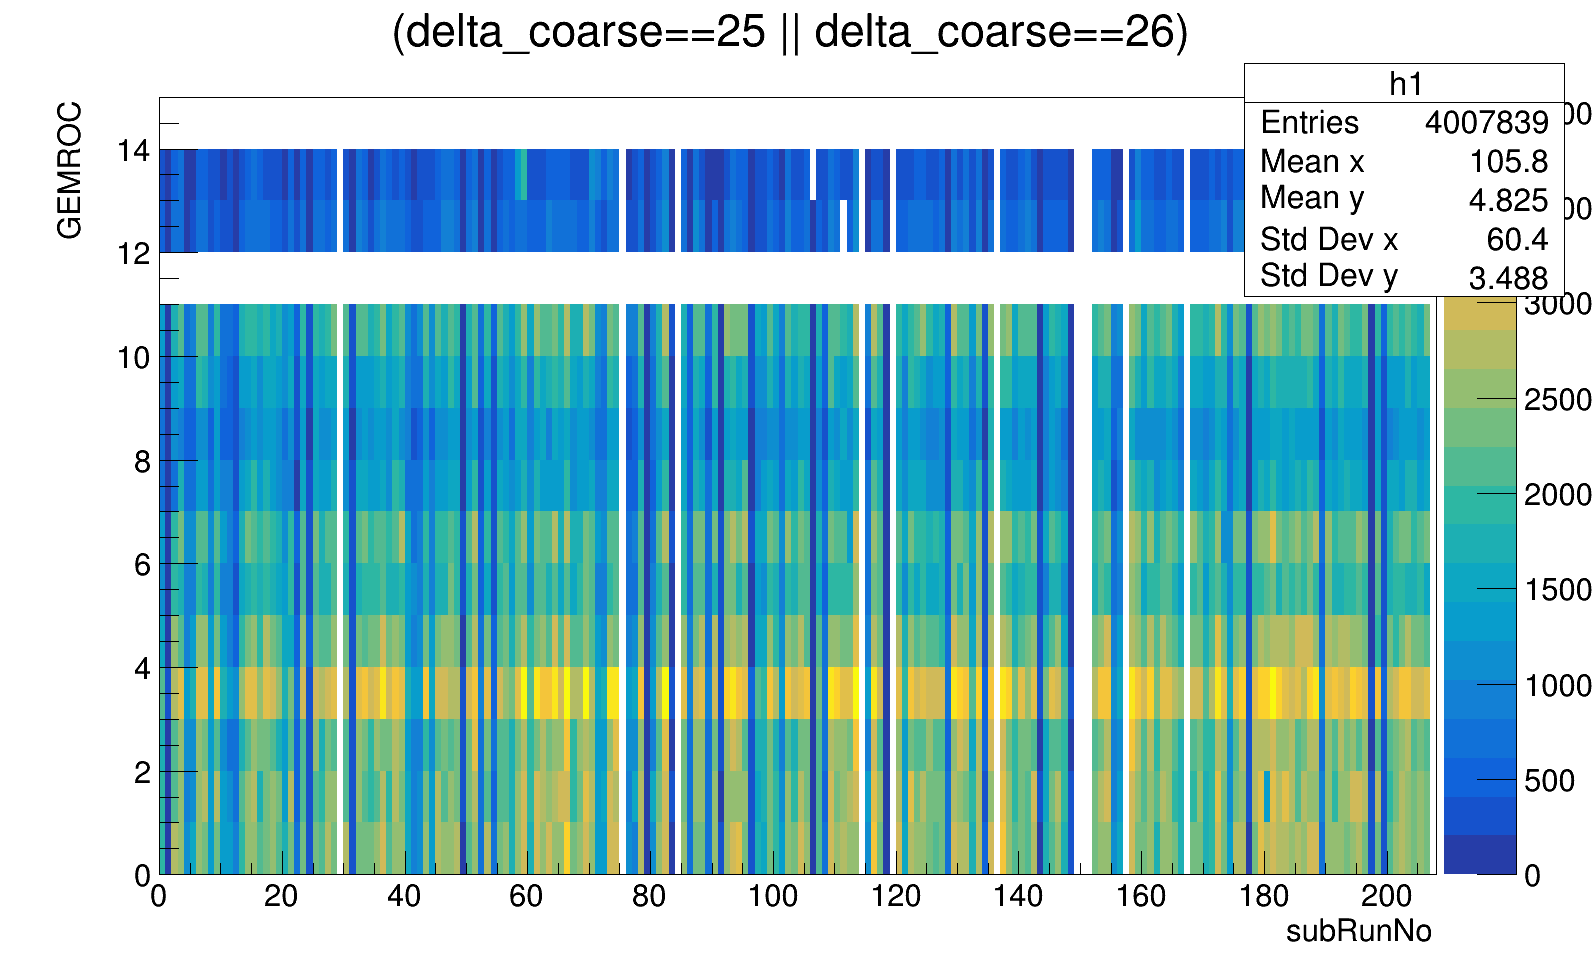 (delta_coarse==25 || delta_coarse==26)
h1
Entries 4007839
Mean x 105.8
Mean y 4.825
Std Dev x 60.4
Std Dev y 3.488
GEMROC
14
12
10
8
6
4
2
0
0 20 40 60 80 100 120 140 160 180 200
subRunNo
3000
2500
2000
1500
1000
500
0